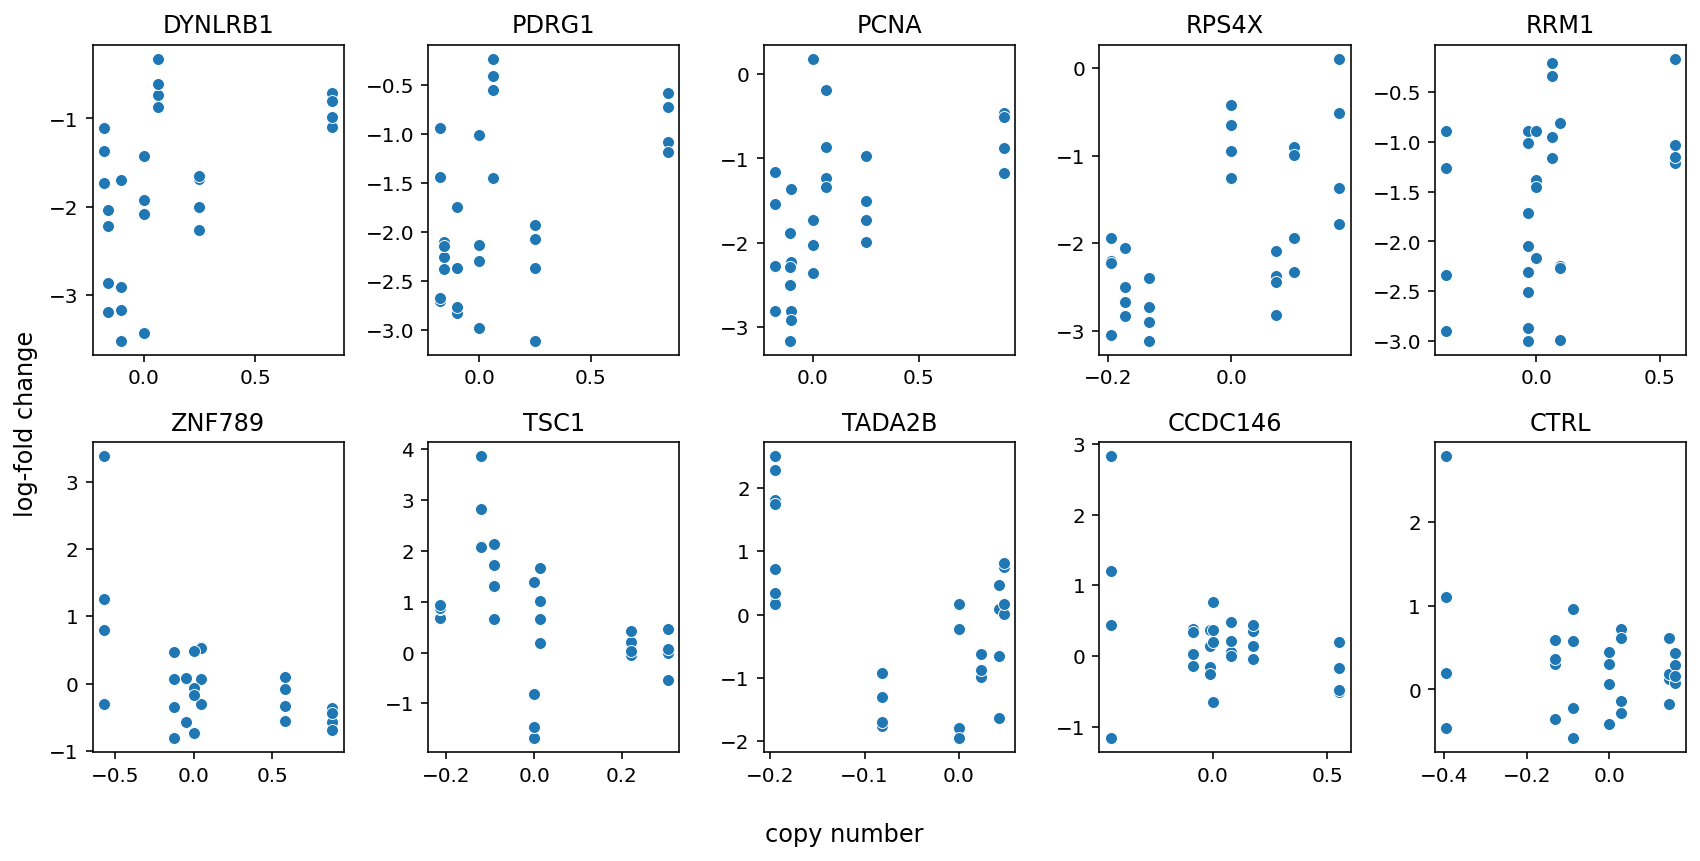 DYNLRB1 PDRG1 PCNA RPS4X RRM1
−1 −2 −3
0.0 0.5
−0.5 −1.0 −1.5 −2.0 −2.5 −3.0
0.0 0.5
0 −1 −2 −3
0.0 0.5
0 −1 −2 −3
−0.2 0.0
−0.5 −1.0 −1.5 −2.0 −2.5 −3.0
0.0 0.5
log-fold change
ZNF789 TSC1 TADA2B CCDC146 CTRL
3 2 1 0 −1
−0.5 0.0 0.5
4 3 2 1 0 −1
−0.2 0.0 0.2
2 1 0 −1 −2
−0.2 −0.1 0.0
3 2 1 0 −1
0.0 0.5
2 1 0
−0.4 −0.2 0.0
copy number